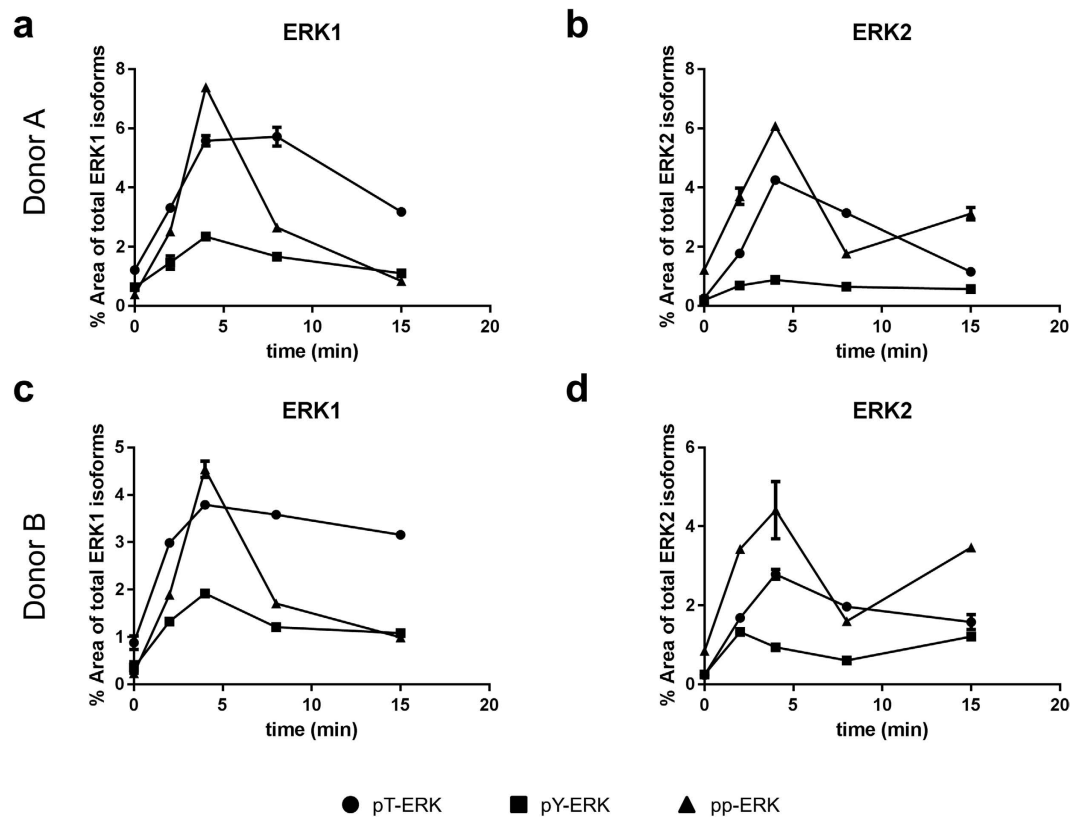 a
ERK1
Donor A
% Area of total ERK1 isoforms
8
6
4
2
0
0 5 10 15 20
time (min)
b
ERK2
% Area of total ERK2 isoforms
8
6
4
2
0
0 5 10 15 20
time (min)
c
ERK1
Donor B
% Area of total ERK1 isoforms
5
4
3
2
1
0
0 5 10 15 20
time (min)
d
ERK2
% Area of total ERK2 isoforms
6
4
2
0
0 5 10 15 20
time (min)
pT-ERK pY-ERK pp-ERK